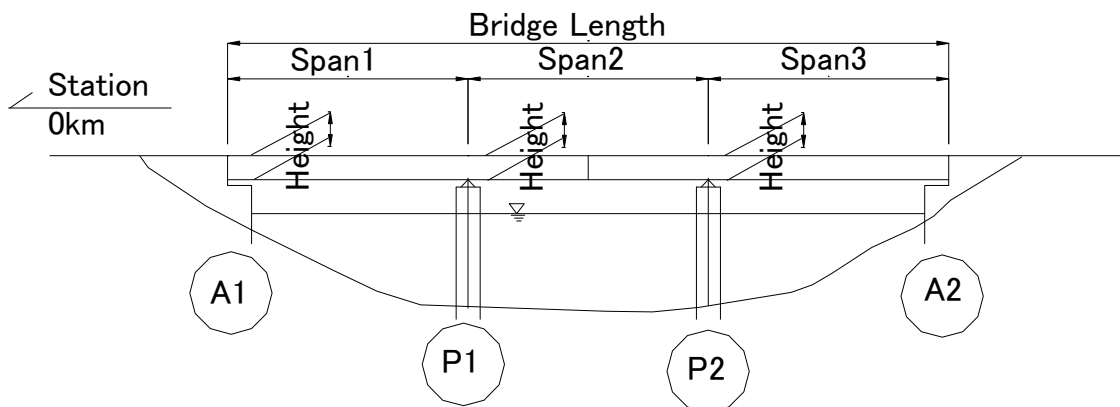 Bridge Length
Span1 Span2 Span3
Station
0km
Height Height Height
A1 A2
P1 P2